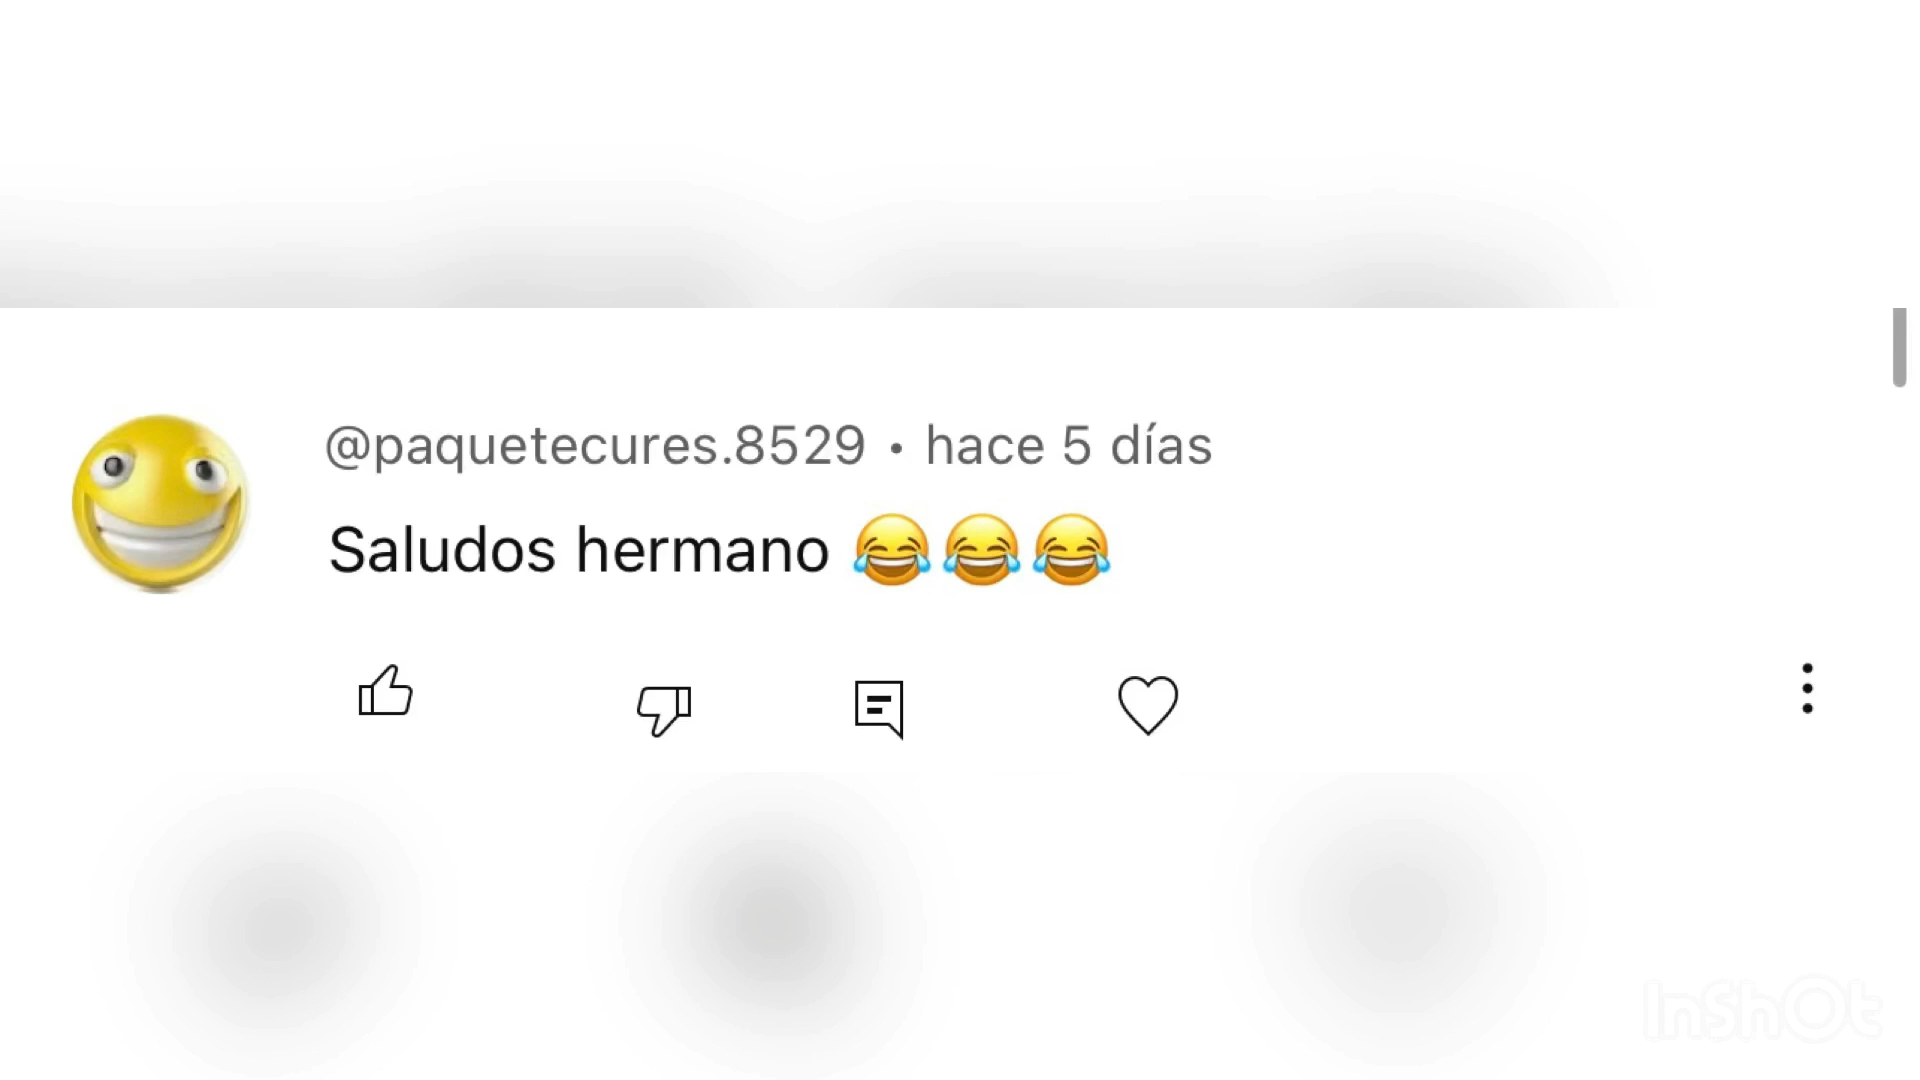 @paquetecures.8529 • hace 5 días
Saludos hermano 😂😂😂
InShOt